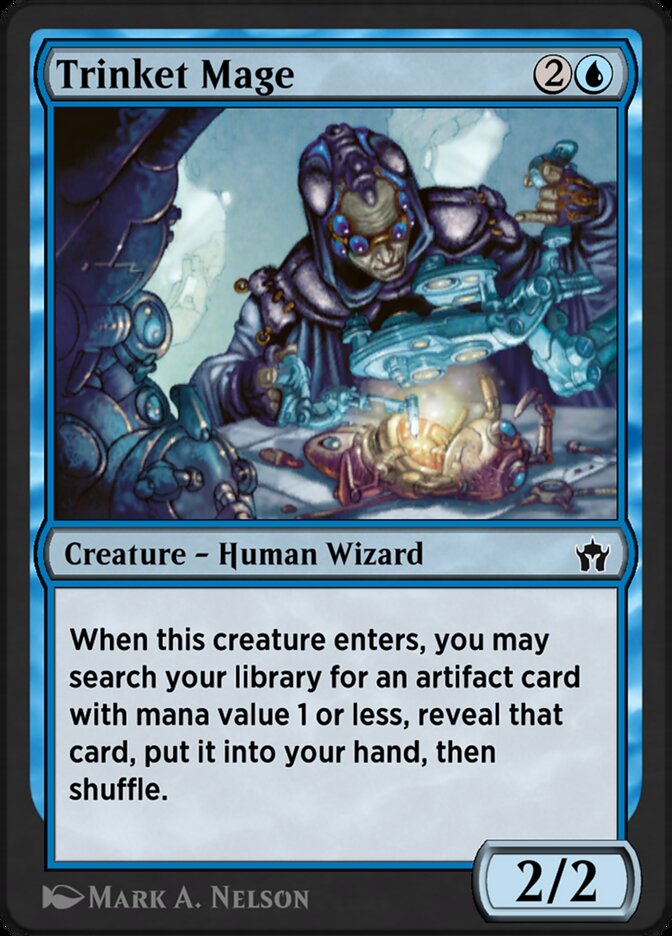 Trinket Mage
2
Creature – Human Wizard
When this creature enters, you may
search your library for an artifact card
with mana value 1 or less, reveal that
card, put it into your hand, then
shuffle.
2/2
Mark A. Nelson